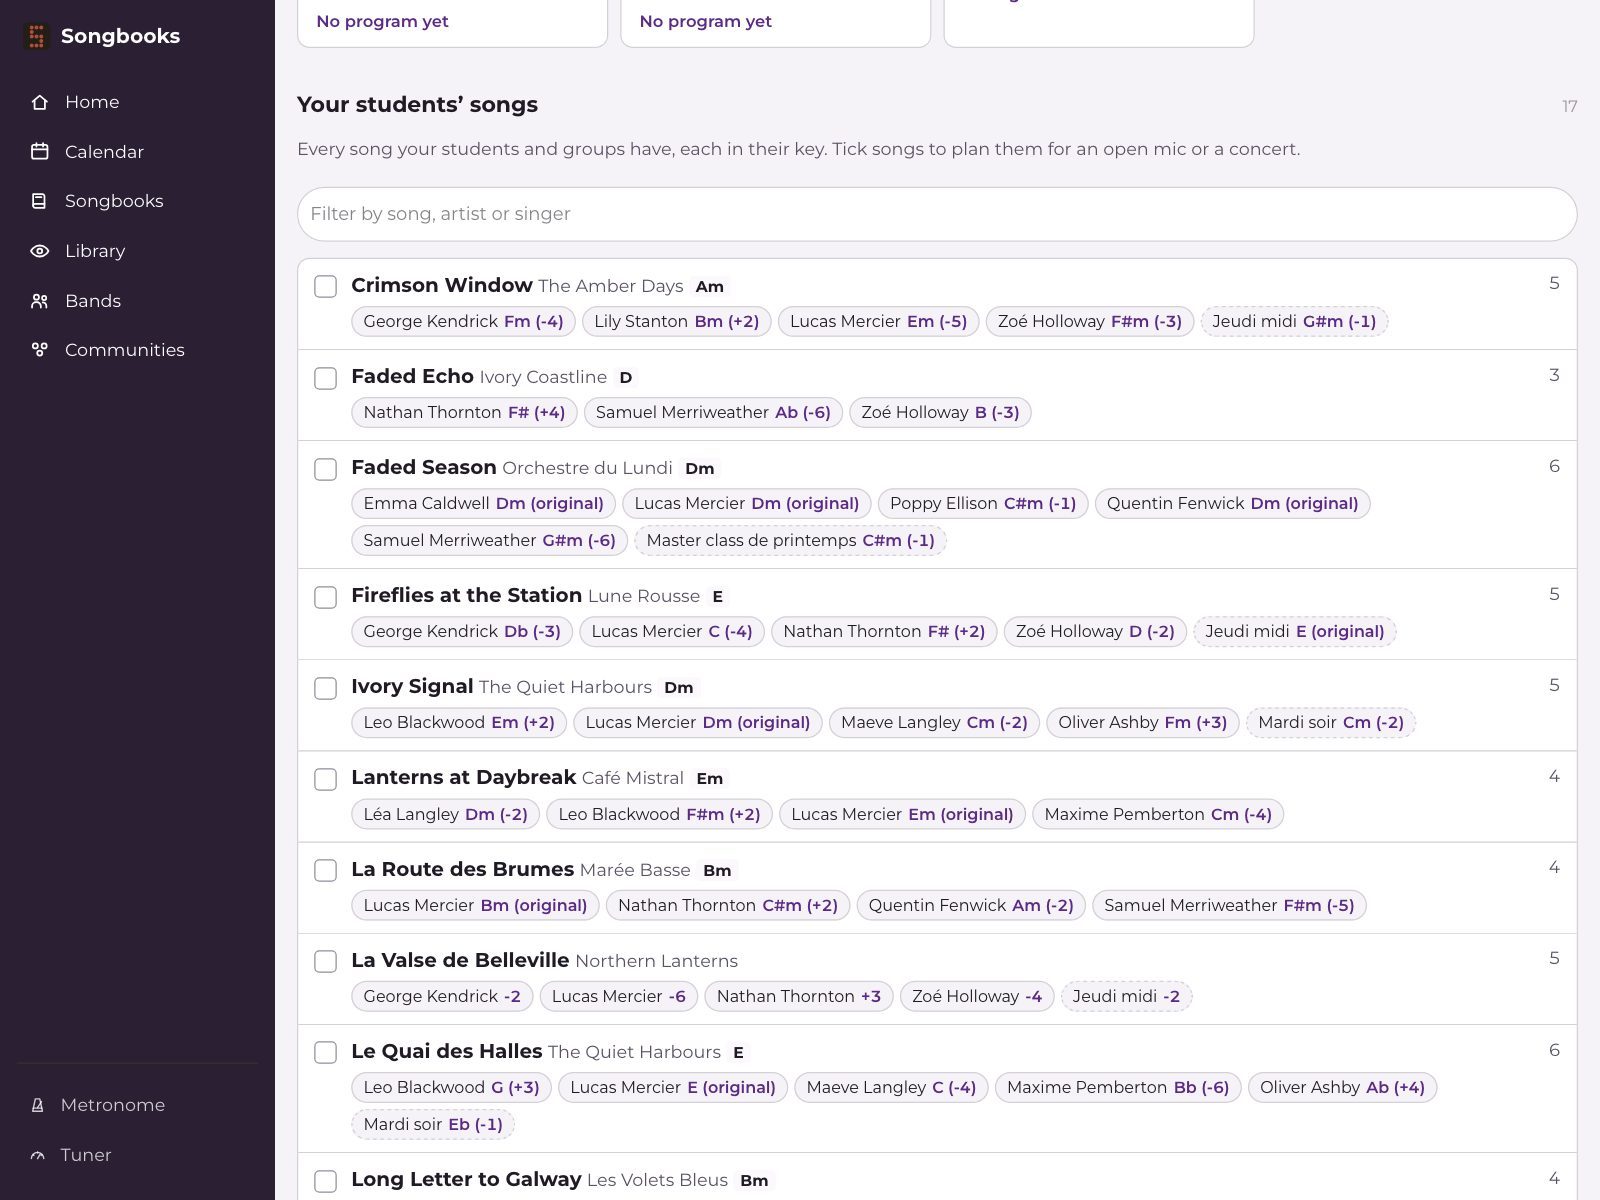 Songbooks
Home
Calendar
Songbooks
Library
Bands
Communities
Metronome
Tuner
No program yet
No program yet
Your students’ songs
17
Every song your students and groups have, each in their key. Tick songs to plan them for an open mic or a concert.
Filter by song, artist or singer
Crimson Window The Amber Days Am 5
George Kendrick Fm (-4) Lily Stanton Bm (+2) Lucas Mercier Em (-5) Zoé Holloway F#m (-3) Jeudi midi G#m (-1)
Faded Echo Ivory Coastline D 3
Nathan Thornton F# (+4) Samuel Merriweather Ab (-6) Zoé Holloway B (-3)
Faded Season Orchestre du Lundi Dm 6
Emma Caldwell Dm (original) Lucas Mercier Dm (original) Poppy Ellison C#m (-1) Quentin Fenwick Dm (original)
Samuel Merriweather G#m (-6) Master class de printemps C#m (-1)
Fireflies at the Station Lune Rousse E 5
George Kendrick Db (-3) Lucas Mercier C (-4) Nathan Thornton F# (+2) Zoé Holloway D (-2) Jeudi midi E (original)
Ivory Signal The Quiet Harbours Dm 5
Leo Blackwood Em (+2) Lucas Mercier Dm (original) Maeve Langley Cm (-2) Oliver Ashby Fm (+3) Mardi soir Cm (-2)
Lanterns at Daybreak Café Mistral Em 4
Léa Langley Dm (-2) Leo Blackwood F#m (+2) Lucas Mercier Em (original) Maxime Pemberton Cm (-4)
La Route des Brumes Marée Basse Bm 4
Lucas Mercier Bm (original) Nathan Thornton C#m (+2) Quentin Fenwick Am (-2) Samuel Merriweather F#m (-5)
La Valse de Belleville Northern Lanterns 5
George Kendrick -2 Lucas Mercier -6 Nathan Thornton +3 Zoé Holloway -4 Jeudi midi -2
Le Quai des Halles The Quiet Harbours E 6
Leo Blackwood G (+3) Lucas Mercier E (original) Maeve Langley C (-4) Maxime Pemberton Bb (-6) Oliver Ashby Ab (+4)
Mardi soir Eb (-1)
Long Letter to Galway Les Volets Bleus Bm 4